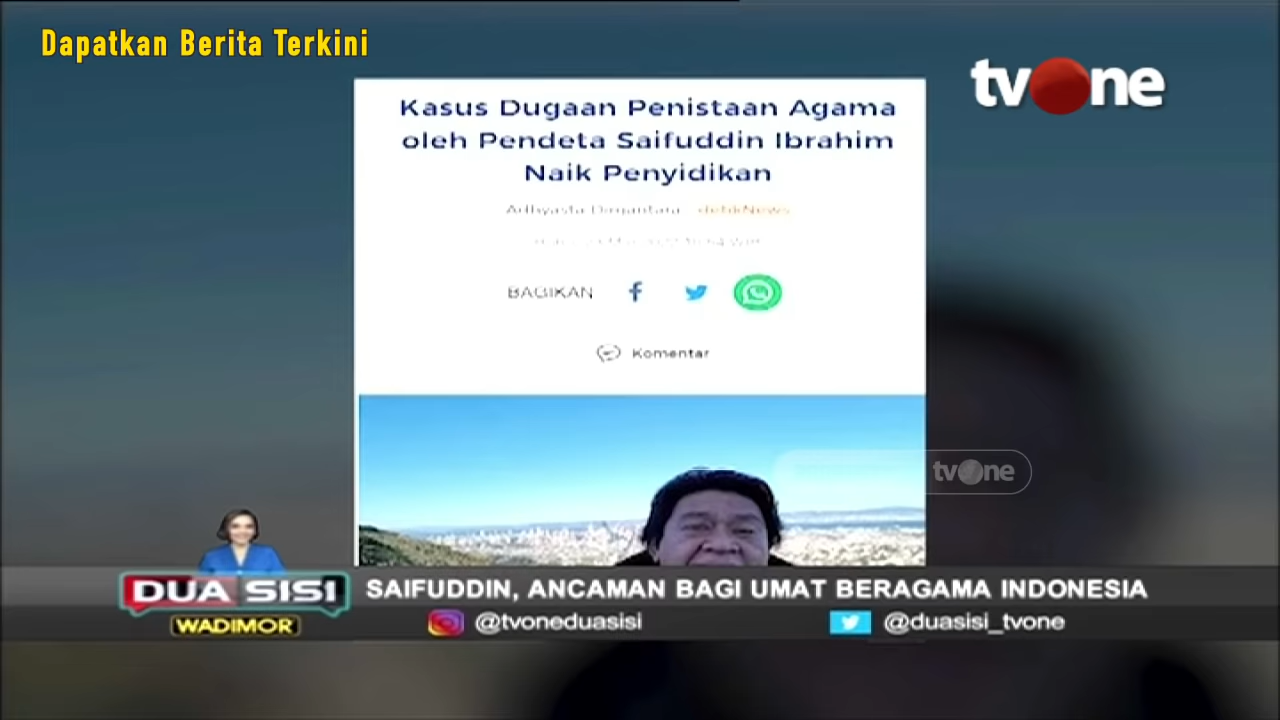 Dapatkan Berita Terkini
tvOne
Kasus Dugaan Penistaan Agama
oleh Pendeta Saifuddin Ibrahim
Naik Penyidikan
detikNews
BAGIKAN
Komentar
tvOne
DUA SISI
SAIFUDDIN, ANCAMAN BAGI UMAT BERAGAMA INDONESIA
WADIMOR
@tvoneduasisi
@duasisi_tvone